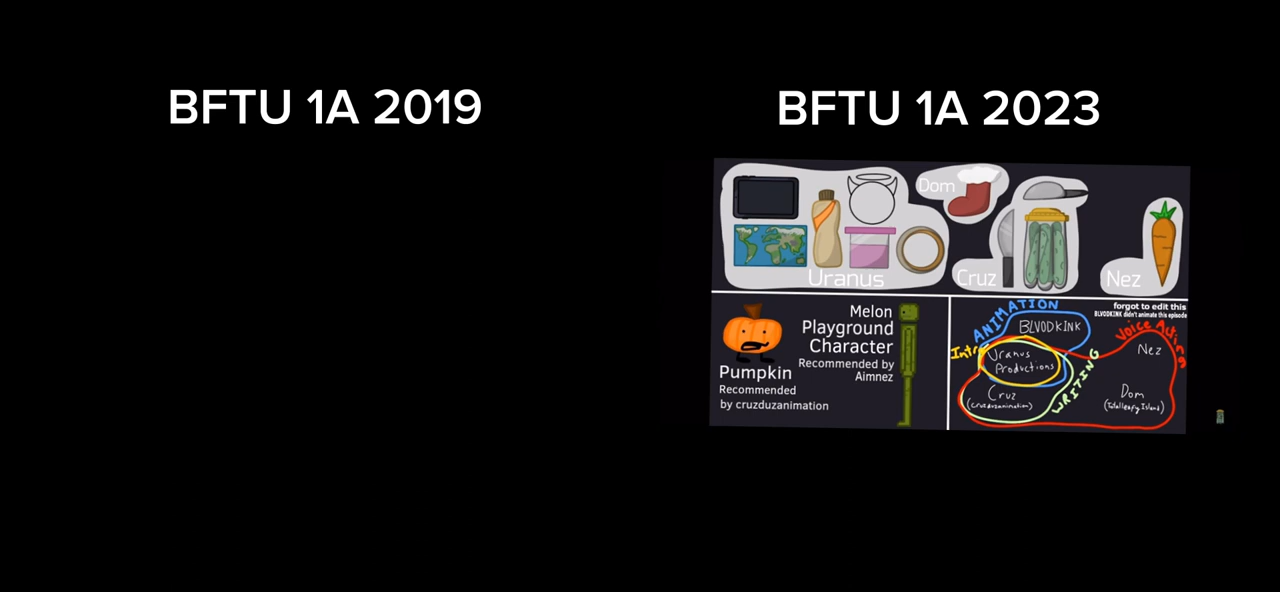 BFTU 1A 2019
BFTU 1A 2023
Dom
Uranus
Cruz
Nez
Pumpkin
Recommended
by cruzduzanimation
Melon
Playground
Character
Recommended by
Aimnez
forgot to edit this
BLVODKINK didn't animate this episode
ANIMATION
BLVODKINK
Voice Acting
Intro
Uranus
Productions
WRITING
Nez
Cruz
(cruzduzanimation)
Dom
(TotalLeafyIsland)